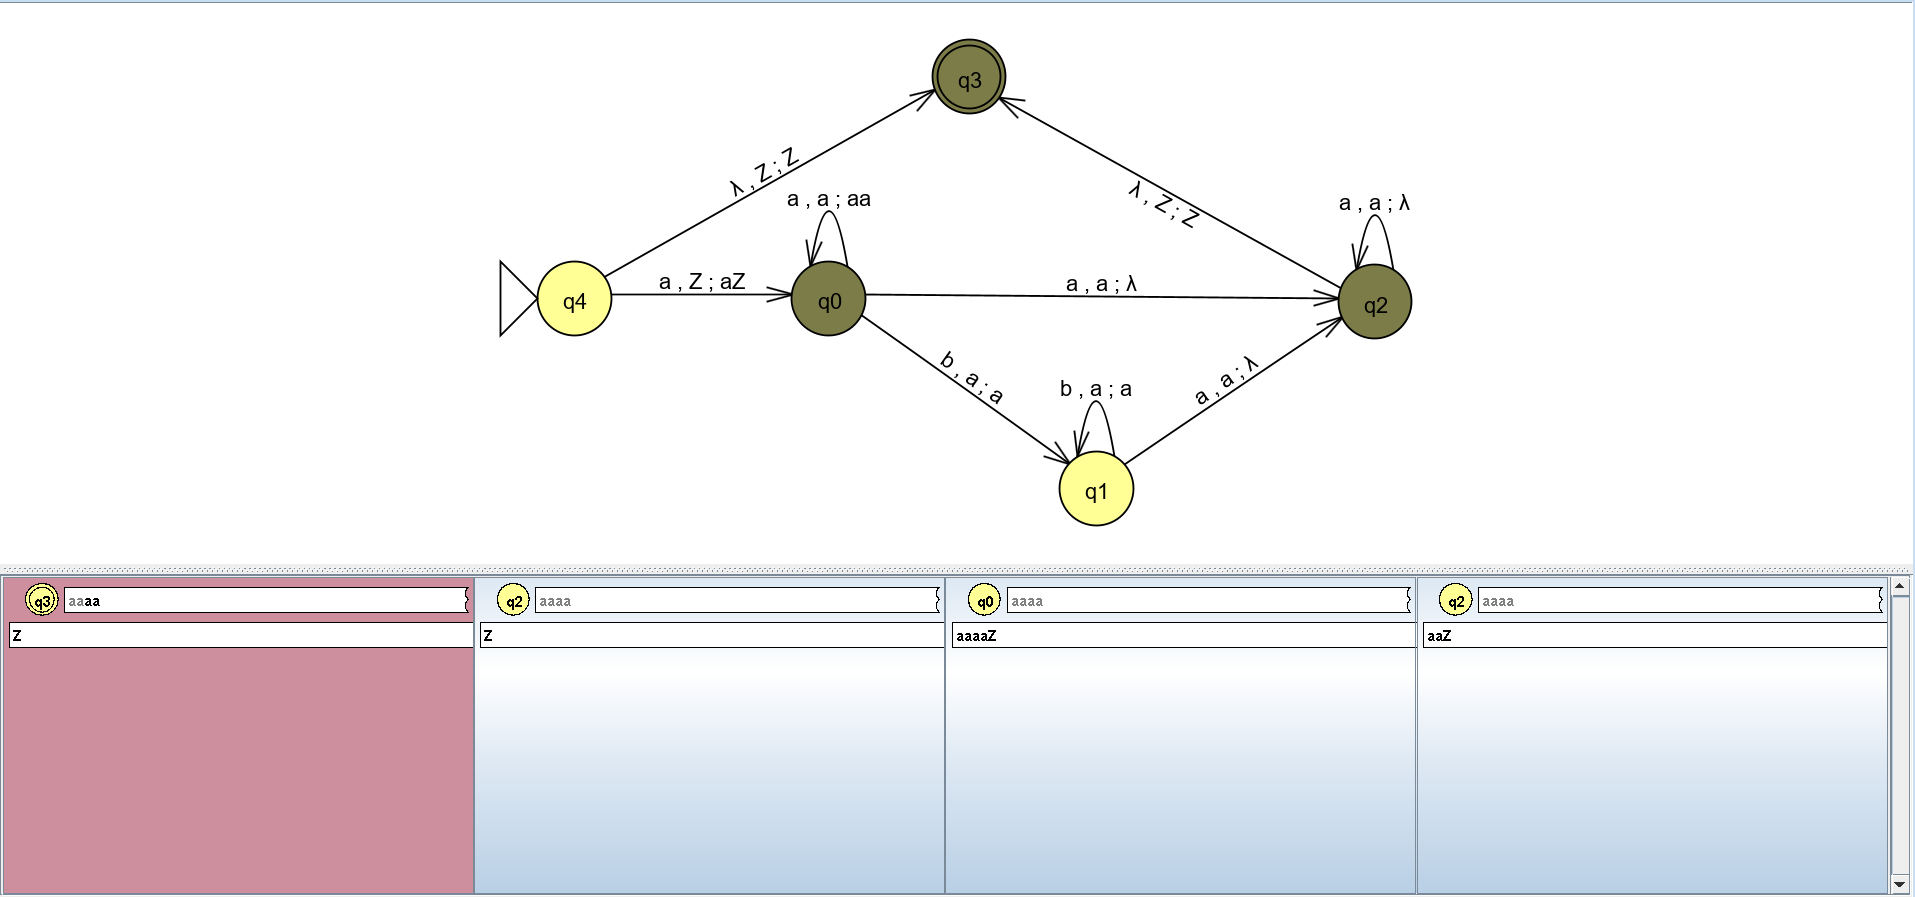 q3
λ , Z ; Z
λ , Z ; Z
a , a ; aa
a , a ; λ
q4
a , Z ; aZ
q0
a , a ; λ
q2
b , a ; a
a , a ; λ
b , a ; a
q1
q3 aaaa
Z
q2 aaaa
Z
q0 aaaa
aaaaZ
q2 aaaa
aaZ